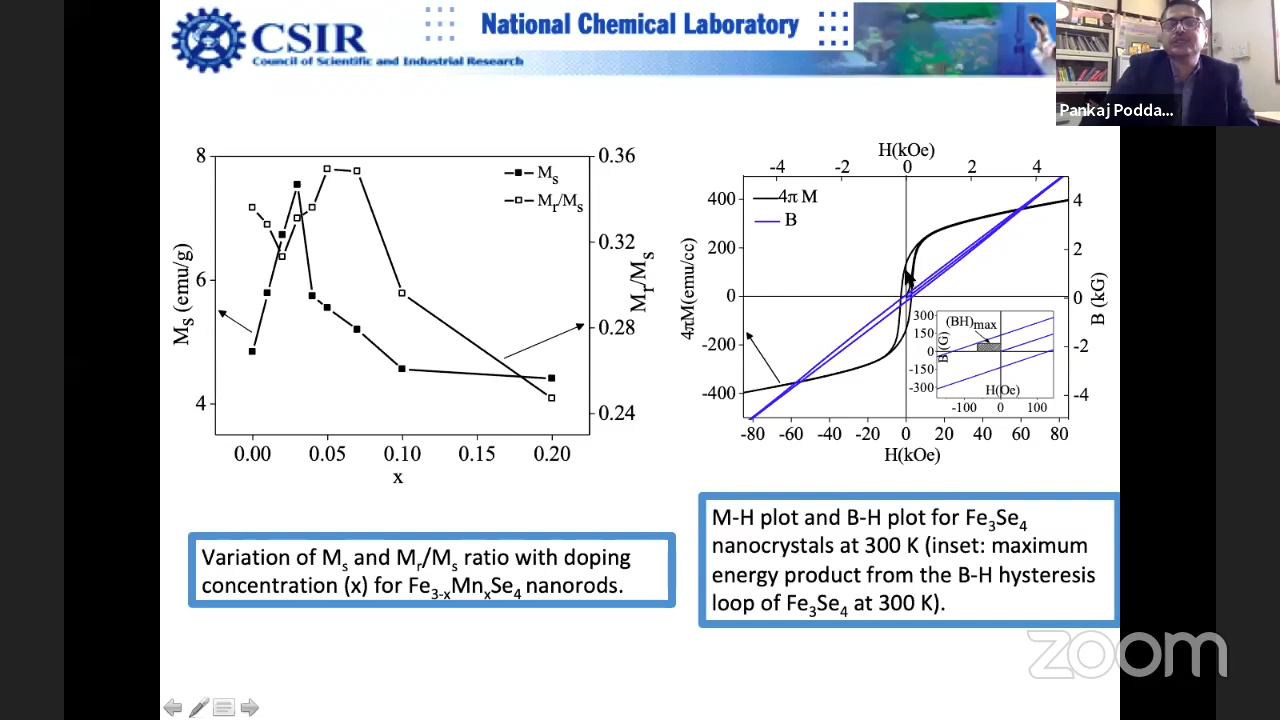 CSIR
Council of Scientific and Industrial Research
National Chemical Laboratory
Pankaj Podda...
8
6
4
Mₛ (emu/g)
0.36
0.32
0.28
0.24
Mᵣ/Mₛ
Mₛ
Mᵣ/Mₛ
0.00 0.05 0.10 0.15 0.20
x
H(kOe)
-4 -2 0 2 4
400
200
0
-200
-400
4πM(emu/cc)
4π M
B
4
2
0
-2
-4
B (kG)
(BH)max
300
150
0
-150
-300
B (G)
H(Oe)
-100 0 100
-80 -60 -40 -20 0 20 40 60 80
H(kOe)
Variation of Mₛ and Mᵣ/Mₛ ratio with doping
concentration (x) for Fe₃₋ₓMnₓSe₄ nanorods.
M-H plot and B-H plot for Fe₃Se₄
nanocrystals at 300 K (inset: maximum
energy product from the B-H hysteresis
loop of Fe₃Se₄ at 300 K).
zoom